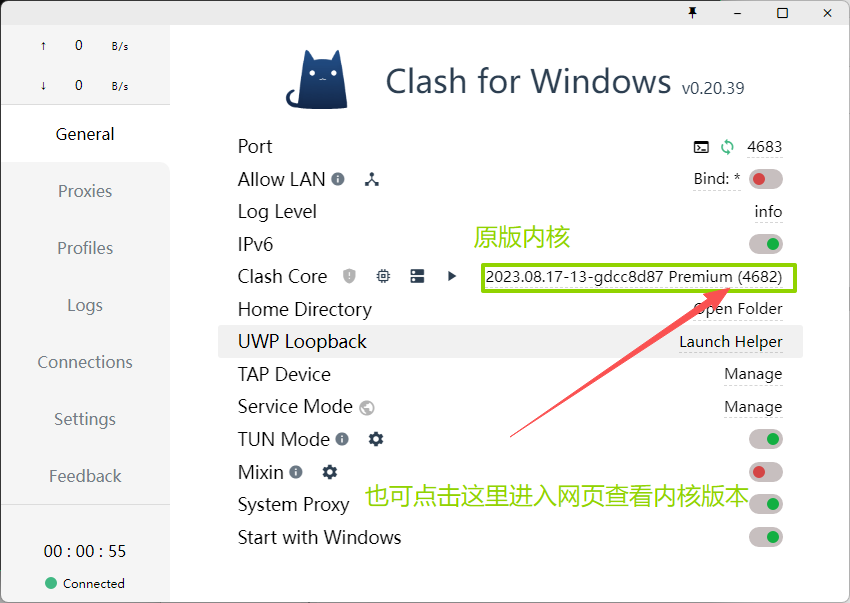 ↑ 0 B/s
↓ 0 B/s
General
Proxies
Profiles
Logs
Connections
Settings
Feedback
00 : 00 : 55
Connected
Clash for Windows v0.20.39
Port 4683
Allow LAN Bind: *
Log Level info
IPv6
原版内核
Clash Core 2023.08.17-13-gdcc8d87 Premium (4682)
Home Directory Open Folder
UWP Loopback Launch Helper
TAP Device Manage
Service Mode Manage
TUN Mode
Mixin
也可点击这里进入网页查看内核版本
System Proxy
Start with Windows